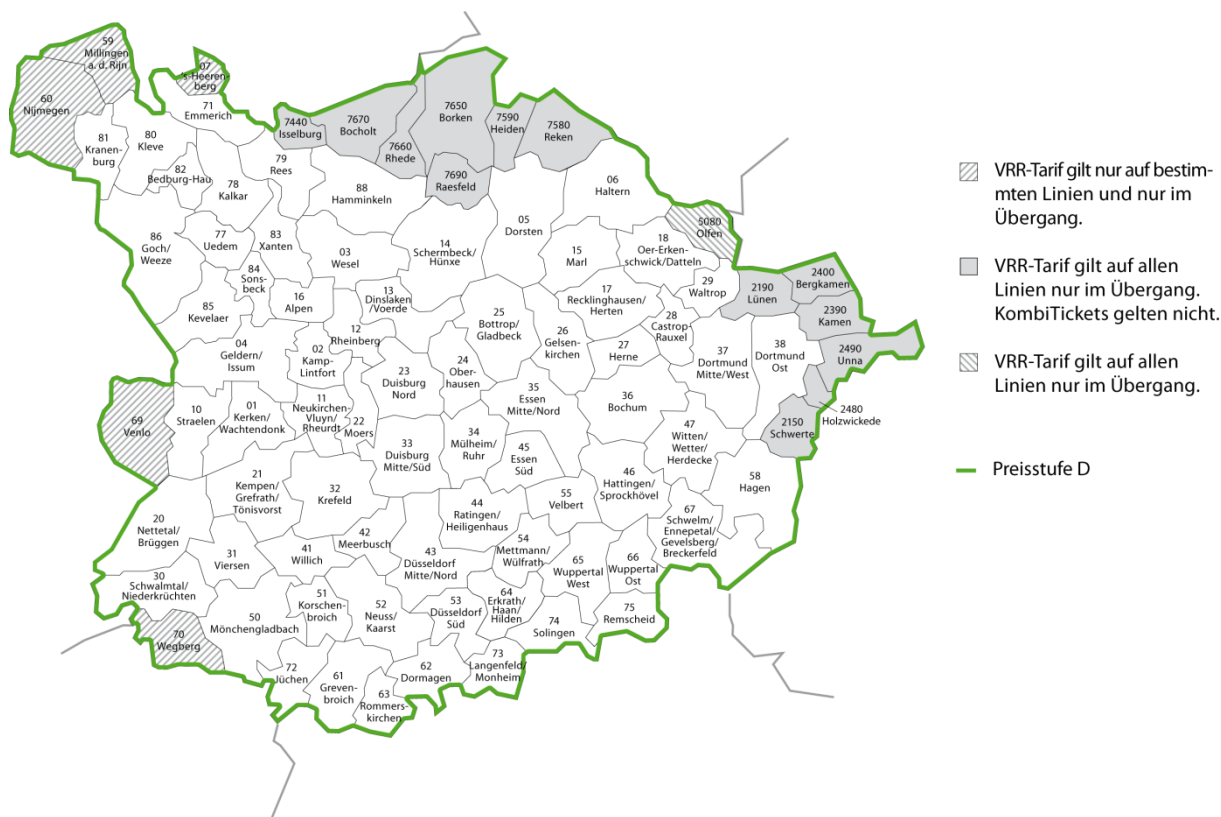 59
Millingen
a. d. Rijn
07
's-Heerenberg
60
Nijmegen
71
Emmerich
81
Kranen-
burg
80
Kleve
82
Bedburg-Hau
78
Kalkar
79
Rees
7440
Isselburg
7670
Bocholt
7660
Rhede
7650
Borken
7590
Heiden
7580
Reken
7690
Raesfeld
88
Hamminkeln
06
Haltern
5080
Olfen
86
Goch/
Weeze
77
Uedem
83
Xanten
03
Wesel
14
Schermbeck/
Hünxe
05
Dorsten
15
Marl
18
Oer-Erken-
schwick/Datteln
29
Waltrop
2190
Lünen
2400
Bergkamen
2390
Kamen
2490
Unna
2480
Holzwickede
2150
Schwerte
84
Sons-
beck
85
Kevelaer
16
Alpen
13
Dinslaken
/Voerde
12
Rheinberg
25
Bottrop/
Gladbeck
26
Gelsen-
kirchen
17
Recklinghausen/
Herten
28
Castrop-
Rauxel
27
Herne
37
Dortmund
Mitte/West
38
Dortmund
Ost
04
Geldern/
Issum
02
Kamp-
Lintfort
23
Duisburg
Nord
24
Ober-
hausen
35
Essen
Mitte/Nord
36
Bochum
69
Venlo
10
Straelen
01
Kerken/
Wachtendonk
11
Neukirchen-
Vluyn/
Rheurdt
22
Moers
33
Duisburg
Mitte/Süd
34
Mülheim/
Ruhr
45
Essen
Süd
47
Witten/
Wetter/
Herdecke
46
Hattingen/
Sprockhövel
58
Hagen
21
Kempen/
Grefrath/
Tönisvorst
32
Krefeld
44
Ratingen/
Heiligenhaus
55
Velbert
67
Schwelm/
Ennepetal/
Gevelsberg/
Breckerfeld
20
Nettetal/
Brüggen
31
Viersen
41
Willich
42
Meerbusch
43
Düsseldorf
Mitte/Nord
54
Mettmann/
Wülfrath
65
Wuppertal
West
66
Wuppertal
Ost
30
Schwalmtal/
Niederkrüchten
50
Mönchengladbach
51
Korschen-
broich
52
Neuss/
Kaarst
53
Düsseldorf
Süd
64
Erkrath/
Haan/
Hilden
74
Solingen
75
Remscheid
70
Wegberg
72
Jüchen
61
Greven-
broich
63
Rommers-
kirchen
62
Dormagen
73
Langenfeld/
Monheim
VRR-Tarif gilt nur auf bestim-
mten Linien und nur im
Übergang.
VRR-Tarif gilt auf allen
Linien nur im Übergang.
KombiTickets gelten nicht.
VRR-Tarif gilt auf allen
Linien nur im Übergang.
Preisstufe D